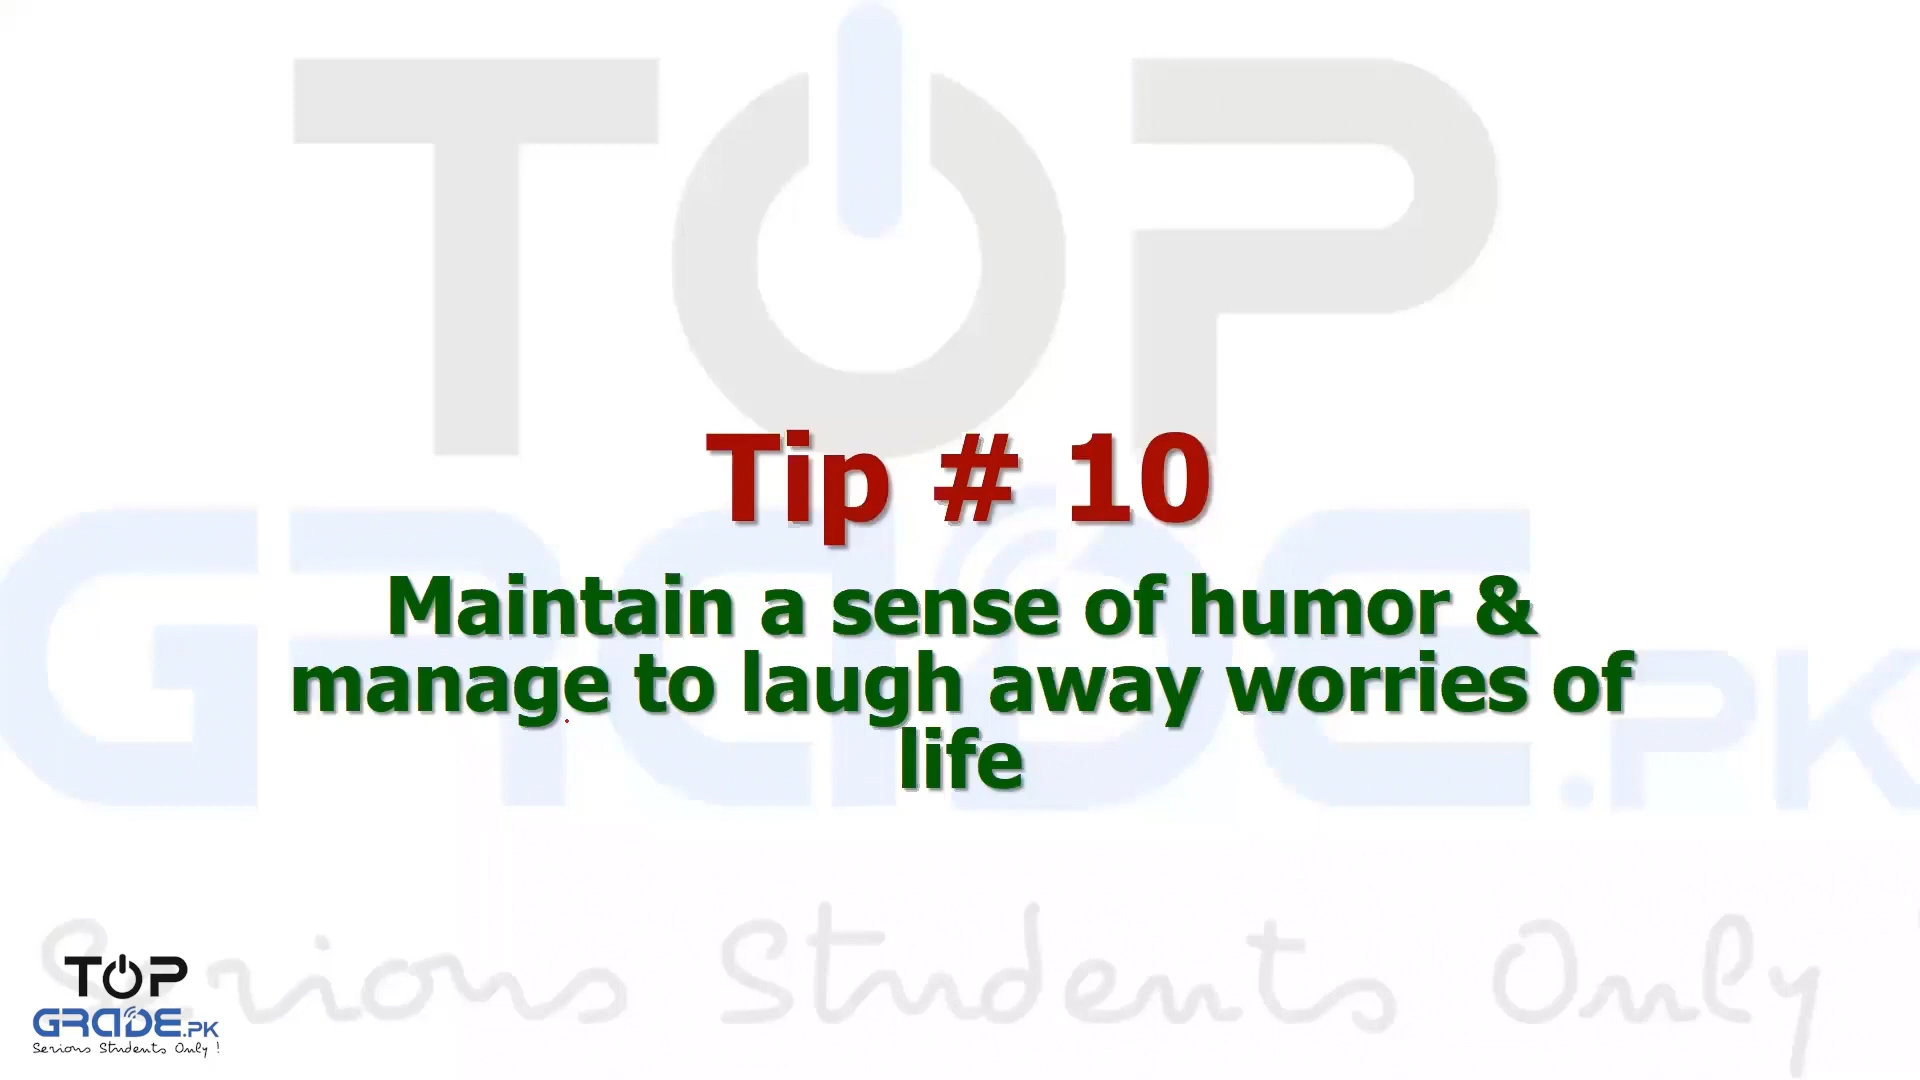 TOP
GRADE.PK
Serious Students Only
Tip # 10
Maintain a sense of humor &
manage to laugh away worries of
life
TOP
GRADE.PK
Serious Students Only !